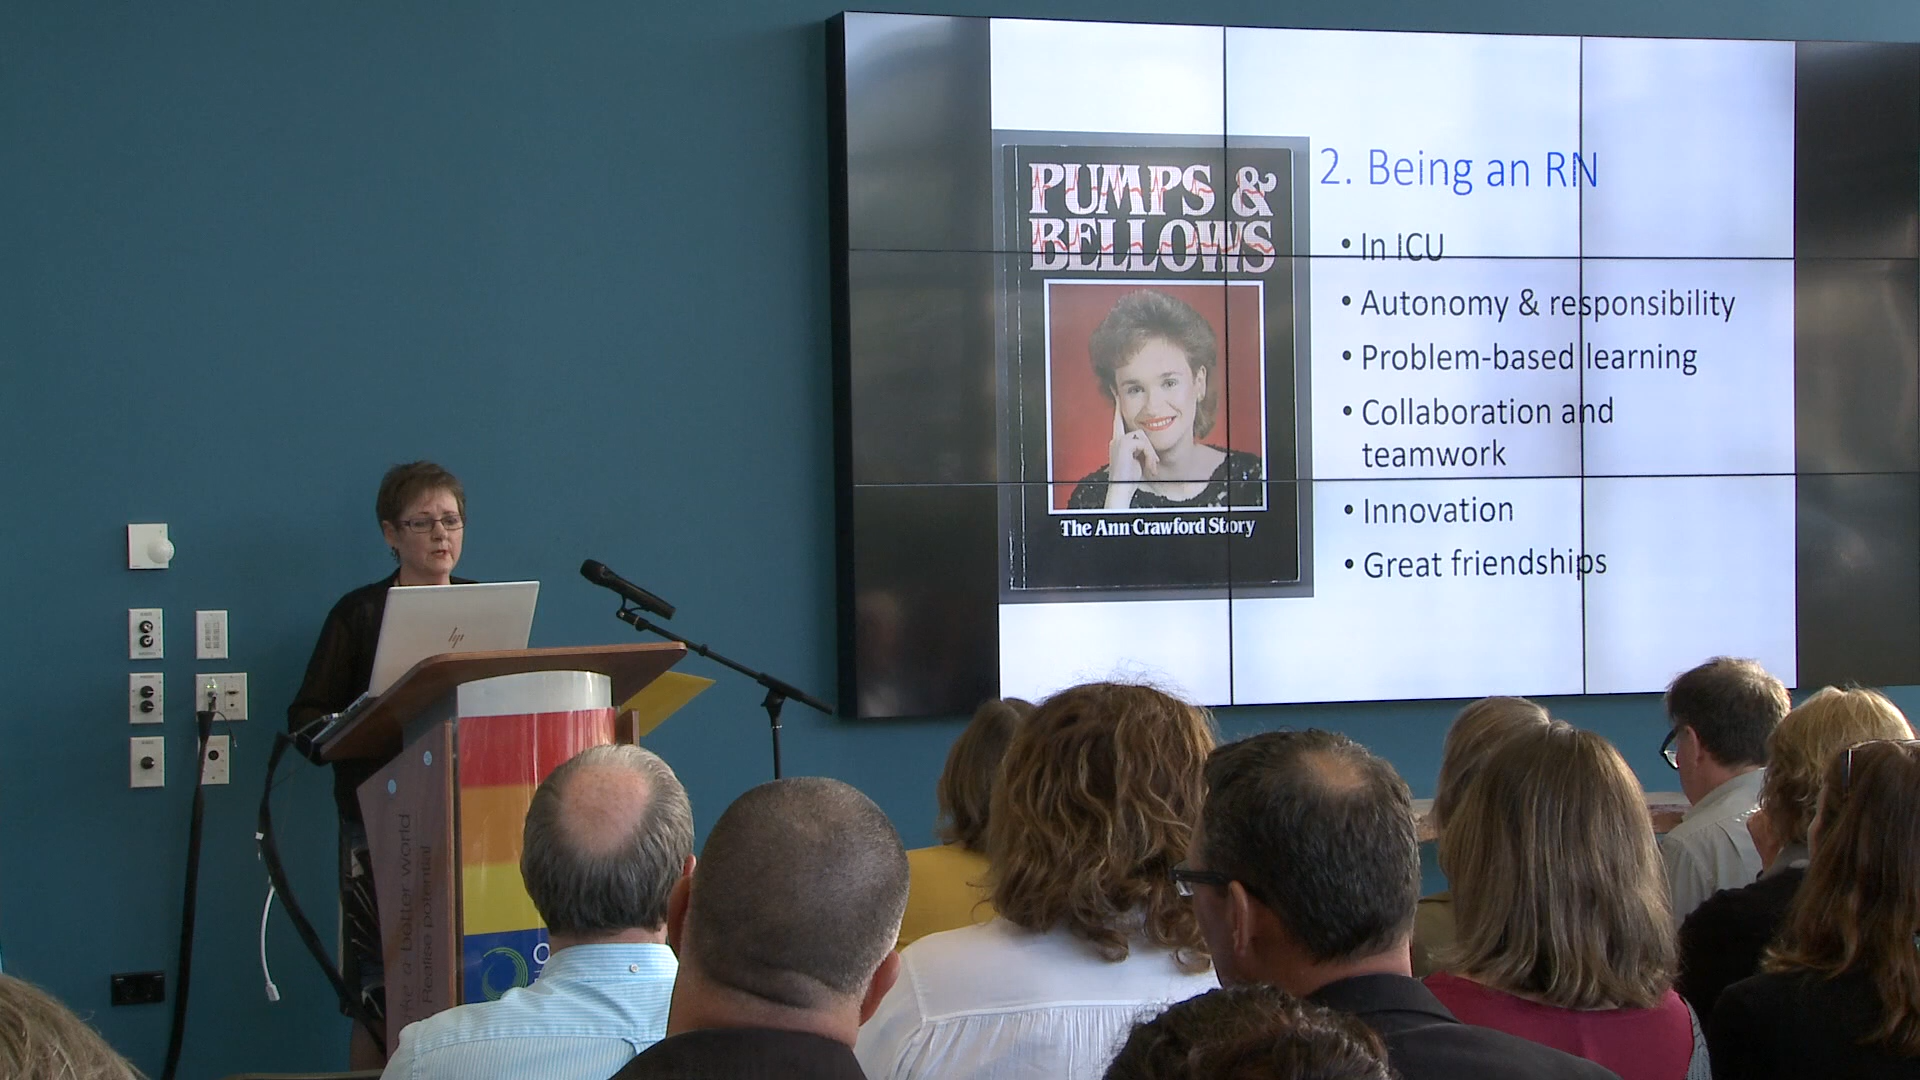 PUMPS &
BELLOWS
The Ann Crawford Story
2. Being an RN
• In ICU
• Autonomy & responsibility
• Problem-based learning
• Collaboration and
teamwork
• Innovation
• Great friendships
hp
a better world
Realise potential